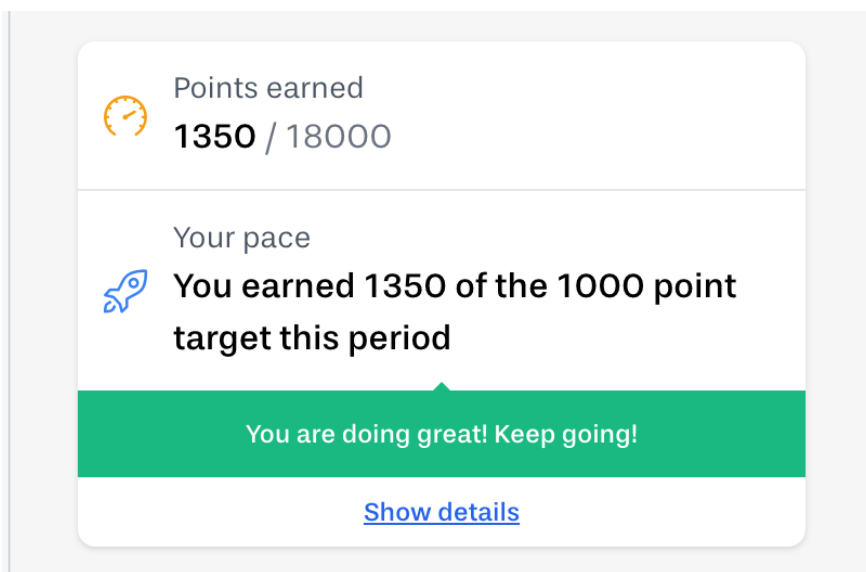 Points earned
1350 / 18000
Your pace
You earned 1350 of the 1000 point
target this period
You are doing great! Keep going!
Show details